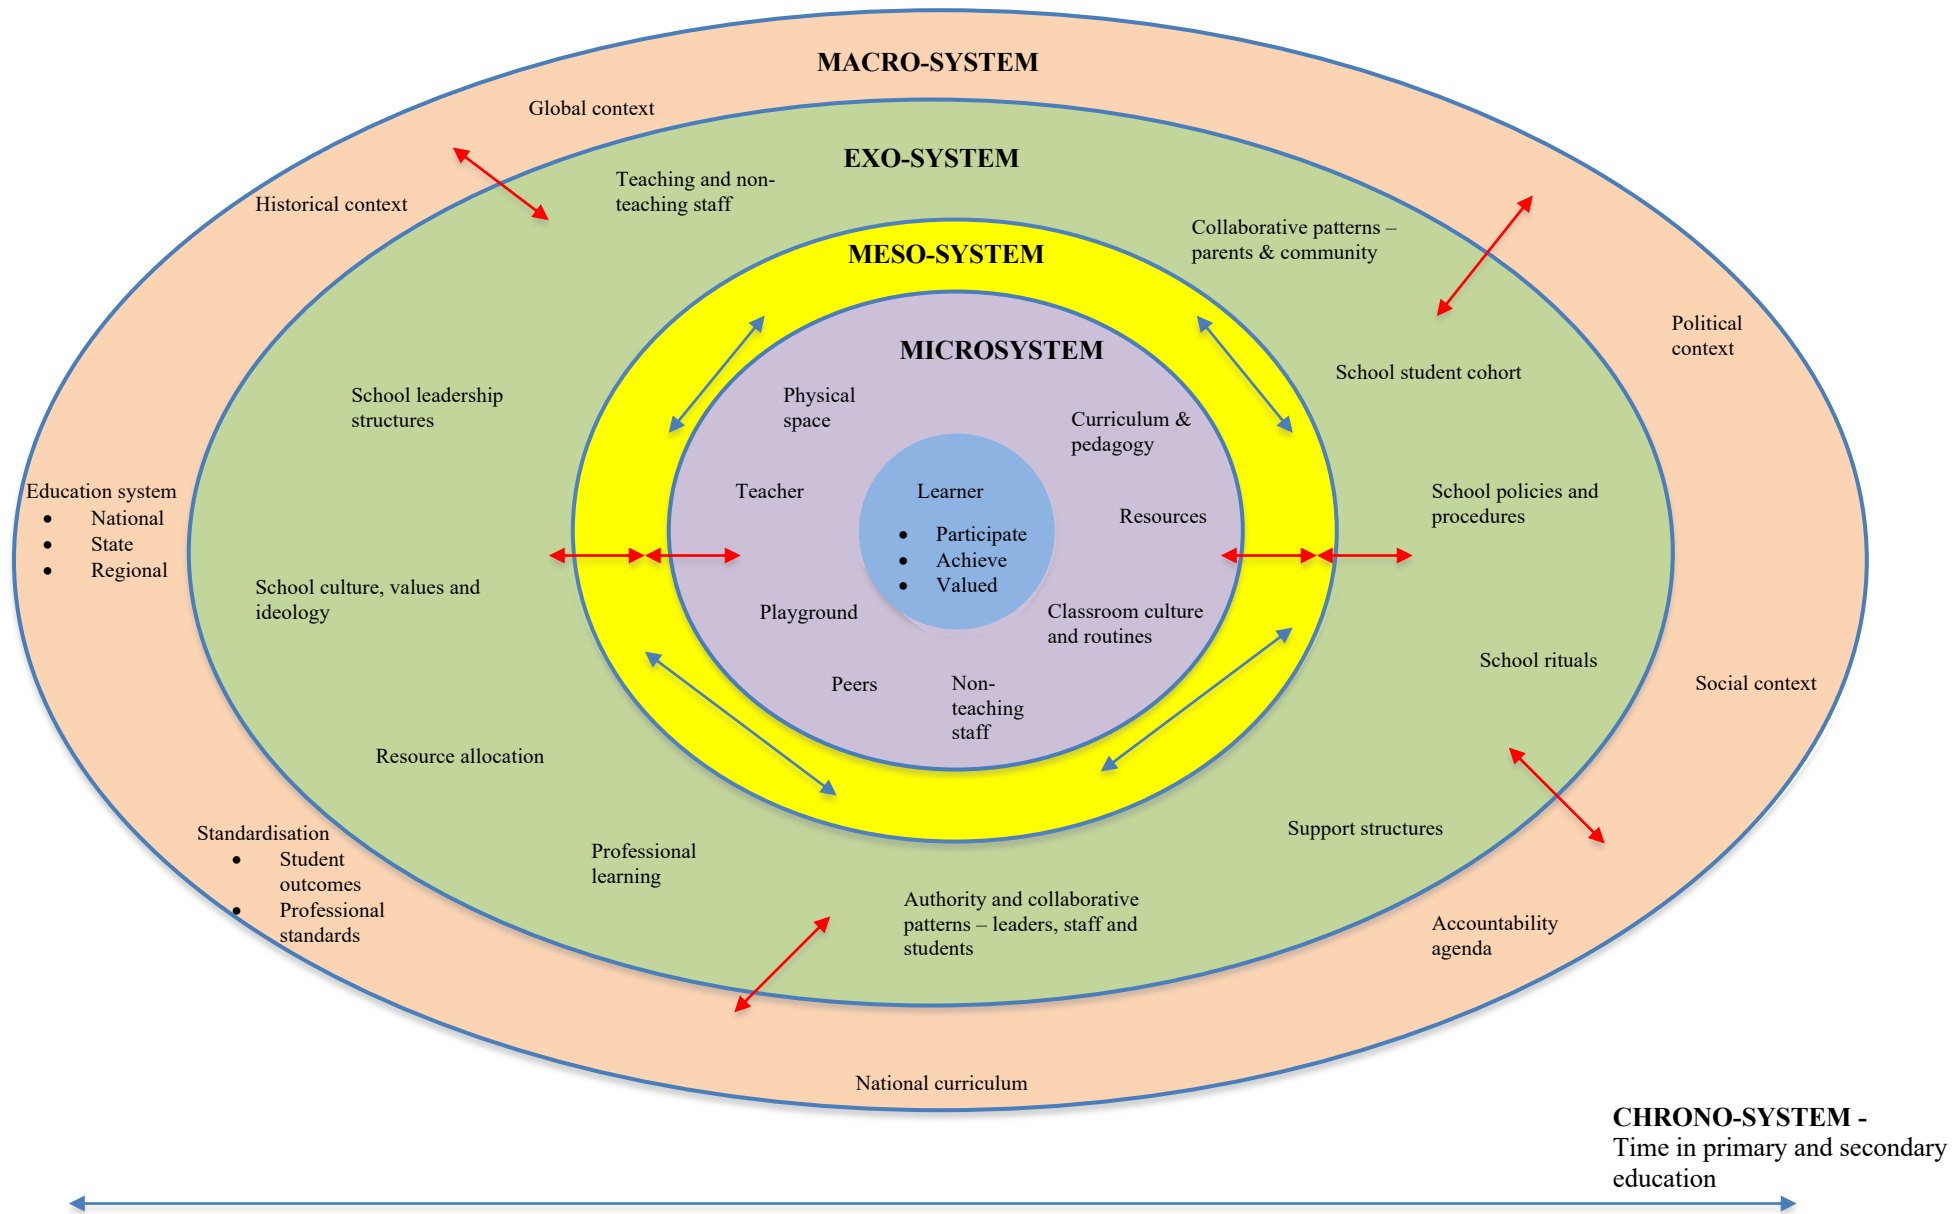 MACRO-SYSTEM
Global context
EXO-SYSTEM
Teaching and non-
teaching staff
Historical context
Collaborative patterns –
parents & community
MESO-SYSTEM
Political
context
MICROSYSTEM
School student cohort
School leadership
structures
Physical
space
Curriculum &
pedagogy
Education system
• National
• State
• Regional
Teacher
Learner
• Participate
• Achieve
• Valued
Resources
School policies and
procedures
School culture, values and
ideology
Playground
Classroom culture
and routines
School rituals
Peers
Non-
teaching
staff
Social context
Resource allocation
Standardisation
• Student
outcomes
• Professional
standards
Support structures
Professional
learning
Authority and collaborative
patterns – leaders, staff and
students
Accountability
agenda
National curriculum
CHRONO-SYSTEM -
Time in primary and secondary
education